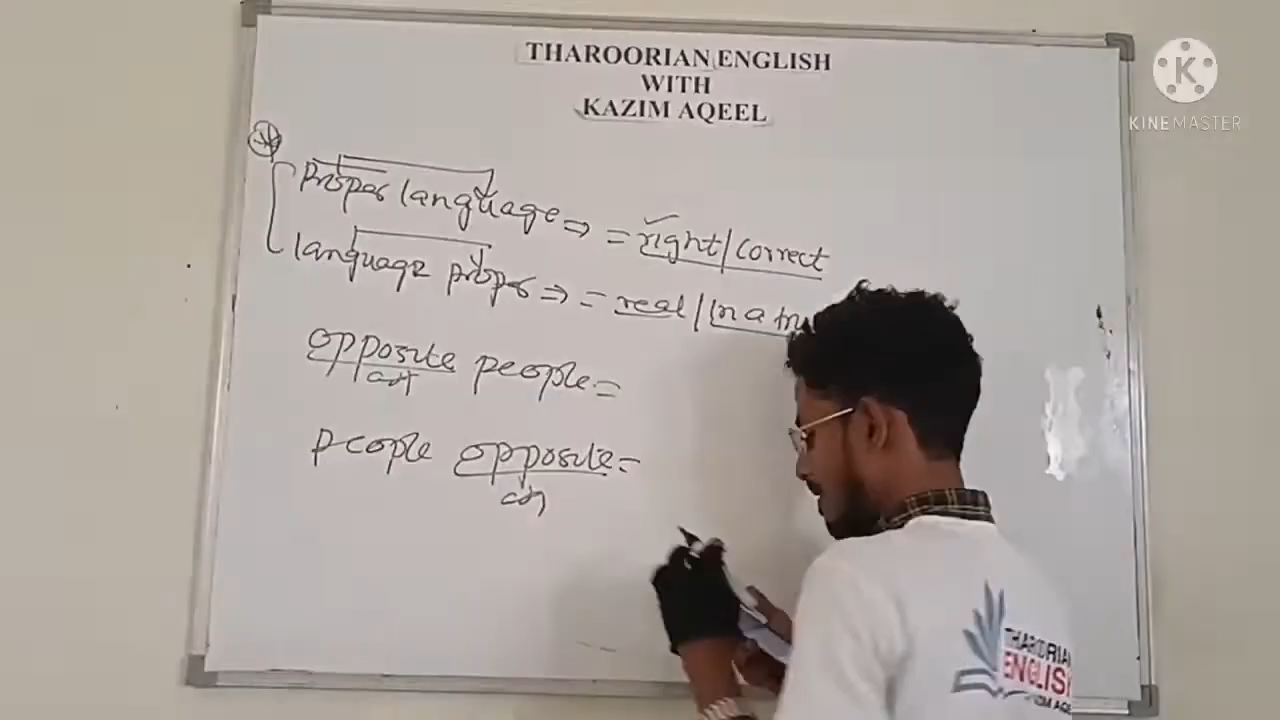 THAROORIAN ENGLISH
WITH
KAZIM AQEEL
KINEMASTER
Proper language ⇒ = right/correct
language proper ⇒ = real/in a
opposite people =
adj
people opposite =
adj
THAROORIAN
ENGLISH